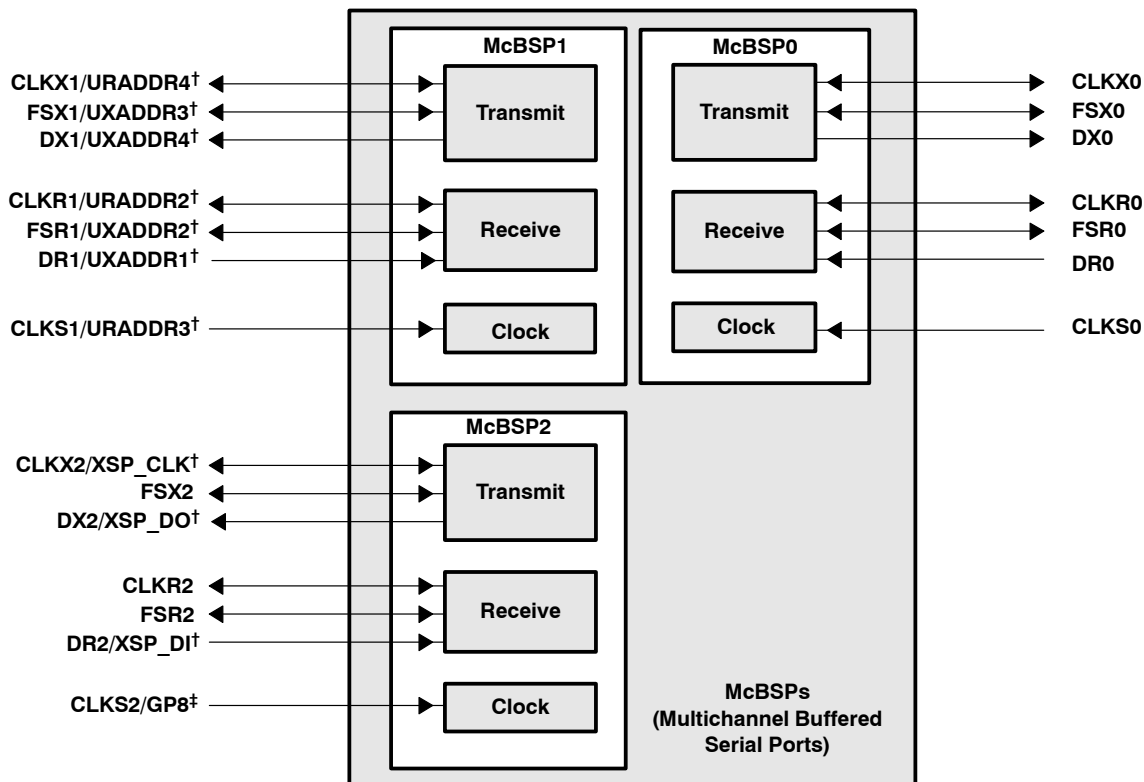 McBSP1
McBSP0
CLKX1/URADDR4†
FSX1/UXADDR3†
DX1/UXADDR4†
Transmit
Transmit
CLKX0
FSX0
DX0
CLKR1/URADDR2†
FSR1/UXADDR2†
DR1/UXADDR1†
Receive
Receive
CLKR0
FSR0
DR0
CLKS1/URADDR3†
Clock
Clock
CLKS0
McBSP2
CLKX2/XSP_CLK†
FSX2
DX2/XSP_DO†
Transmit
CLKR2
FSR2
DR2/XSP_DI†
Receive
CLKS2/GP8‡
Clock
McBSPs
(Multichannel Buffered
Serial Ports)